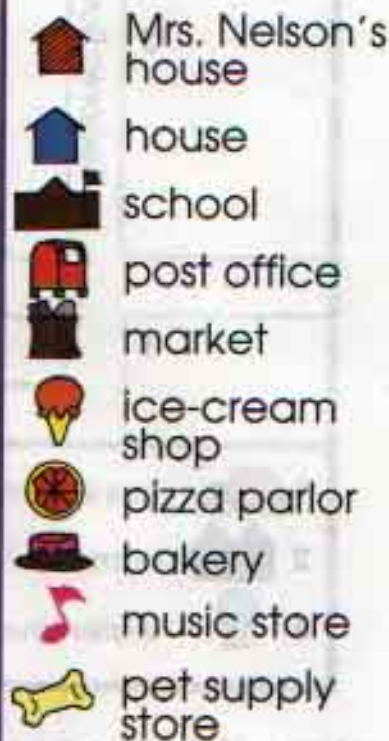 Mrs. Nelson's
house
house
school
post office
market
ice-cream
shop
pizza parlor
bakery
music store
pet supply
store